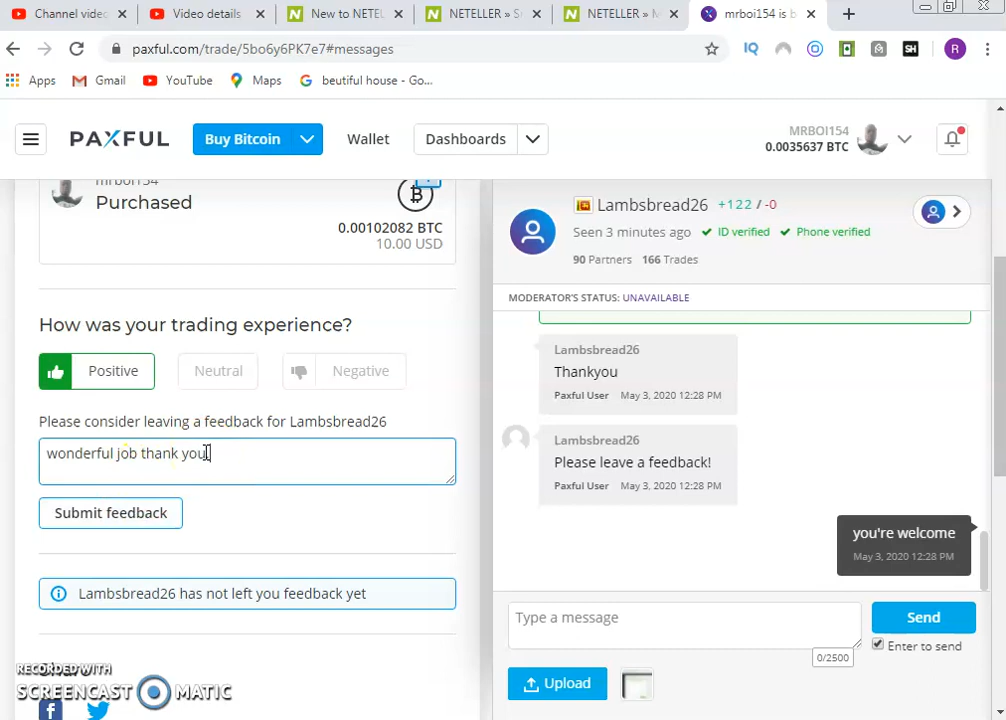 Channel video
Video details
New to NETEL
NETELLER » S
NETELLER » M
mrboi154 is b
paxful.com/trade/5bo6y6PK7e7#messages
IQ
SH
R
Apps
Gmail
YouTube
Maps
beutiful house - Go...
PAXFUL
Buy Bitcoin
Wallet
Dashboards
MRBOI154
0.0035637 BTC
mrboi154
Purchased
0.00102082 BTC
10.00 USD
How was your trading experience?
Positive
Neutral
Negative
Please consider leaving a feedback for Lambsbread26
wonderful job thank you
Submit feedback
Lambsbread26 has not left you feedback yet
RECORDED WITH
SCREENCAST MATIC
Lambsbread26 +122 / -0
Seen 3 minutes ago
ID verified
Phone verified
90 Partners 166 Trades
MODERATOR'S STATUS: UNAVAILABLE
Lambsbread26
Thankyou
Paxful User May 3, 2020 12:28 PM
Lambsbread26
Please leave a feedback!
Paxful User May 3, 2020 12:28 PM
you're welcome
May 3, 2020 12:28 PM
Type a message
Send
0/2500
Enter to send
Upload